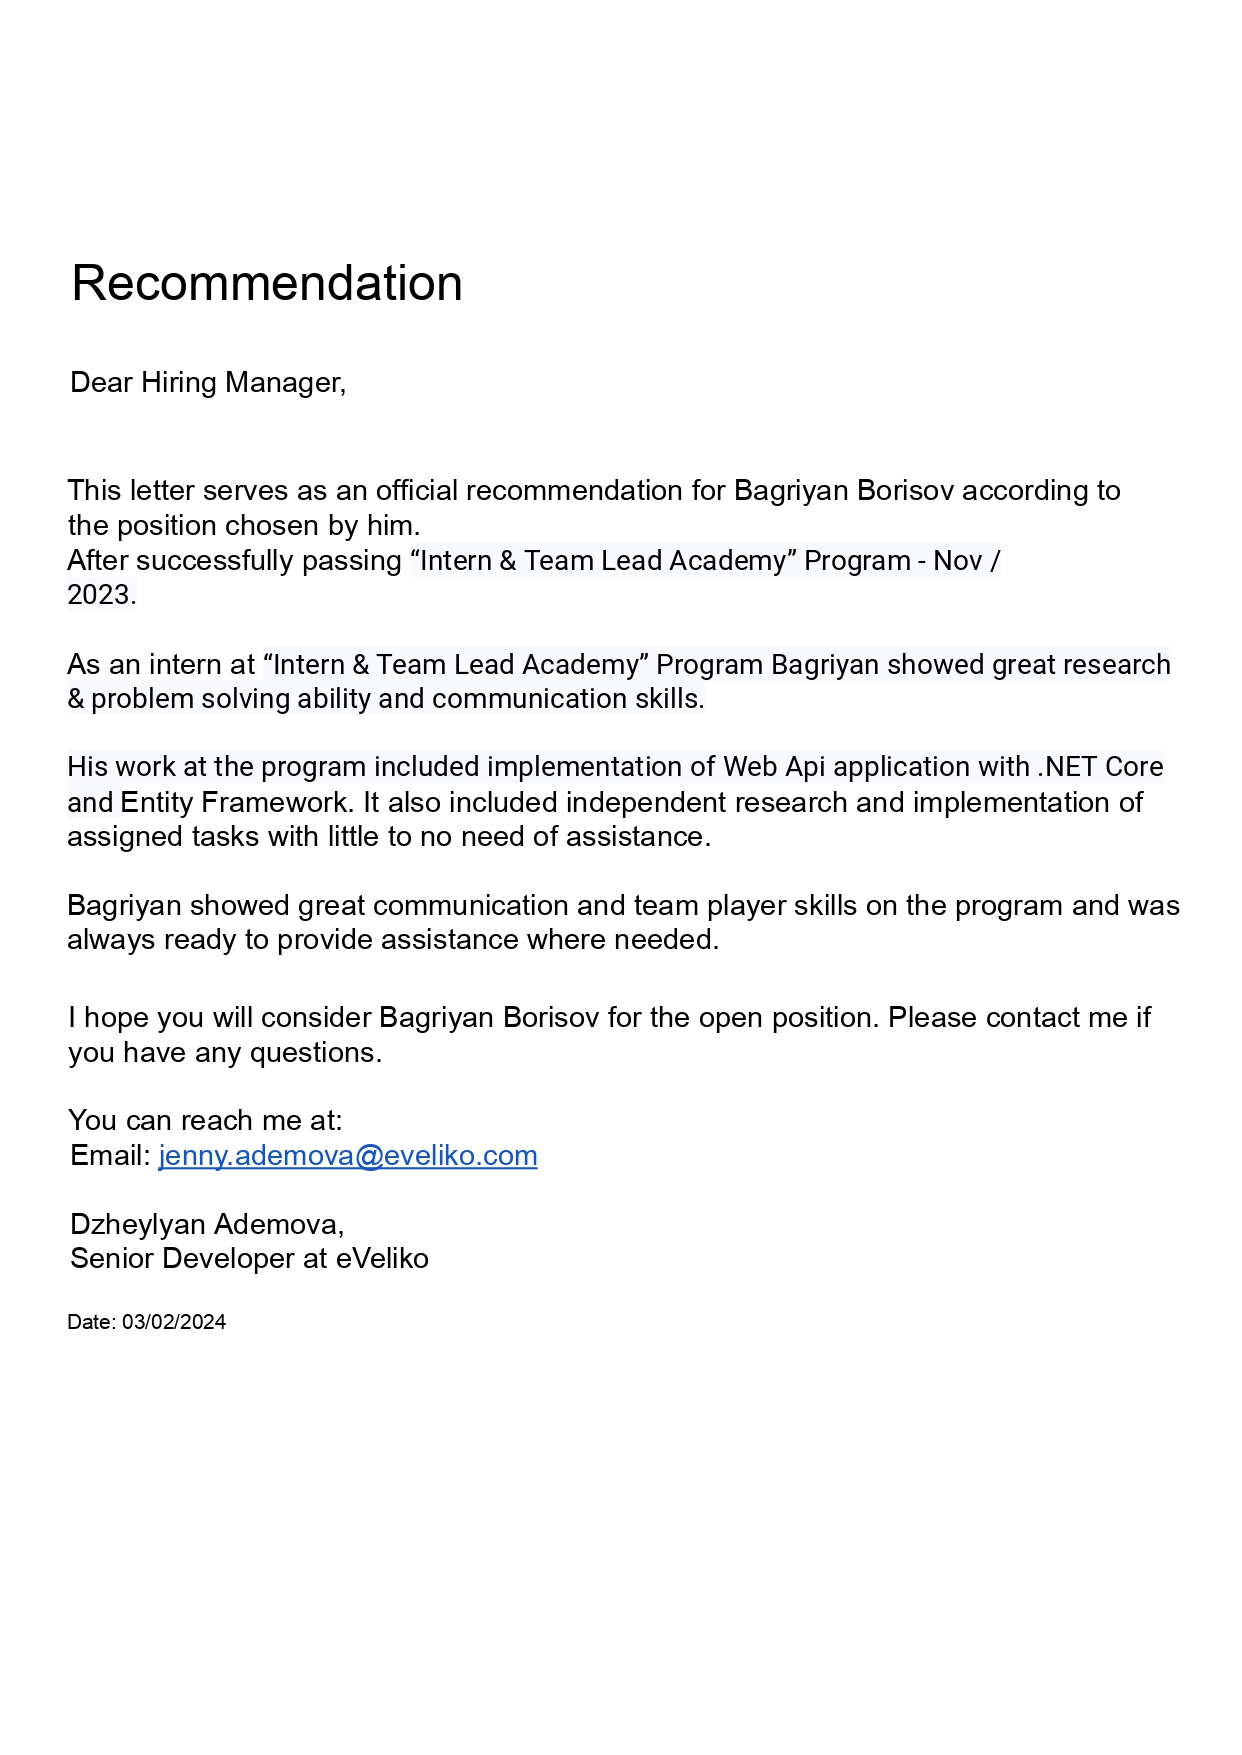 Recommendation
Dear Hiring Manager,
This letter serves as an official recommendation for Bagriyan Borisov according to
the position chosen by him.
After successfully passing “Intern & Team Lead Academy” Program - Nov /
2023.
As an intern at “Intern & Team Lead Academy” Program Bagriyan showed great research
& problem solving ability and communication skills.
His work at the program included implementation of Web Api application with .NET Core
and Entity Framework. It also included independent research and implementation of
assigned tasks with little to no need of assistance.
Bagriyan showed great communication and team player skills on the program and was
always ready to provide assistance where needed.
I hope you will consider Bagriyan Borisov for the open position. Please contact me if
you have any questions.
You can reach me at:
Email: jenny.ademova@eveliko.com
Dzheylyan Ademova,
Senior Developer at eVeliko
Date: 03/02/2024